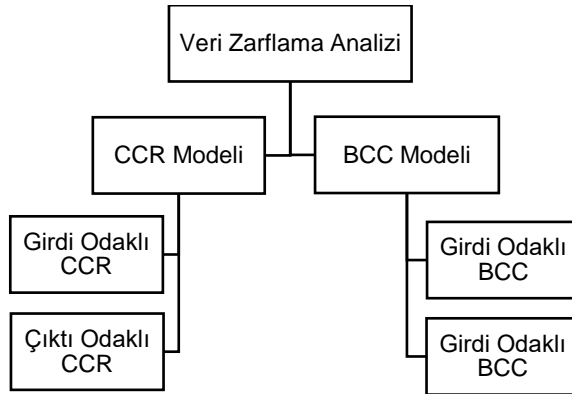 Veri Zarflama Analizi
CCR Modeli
BCC Modeli
Girdi Odaklı
CCR
Çıktı Odaklı
CCR
Girdi Odaklı
BCC
Girdi Odaklı
BCC